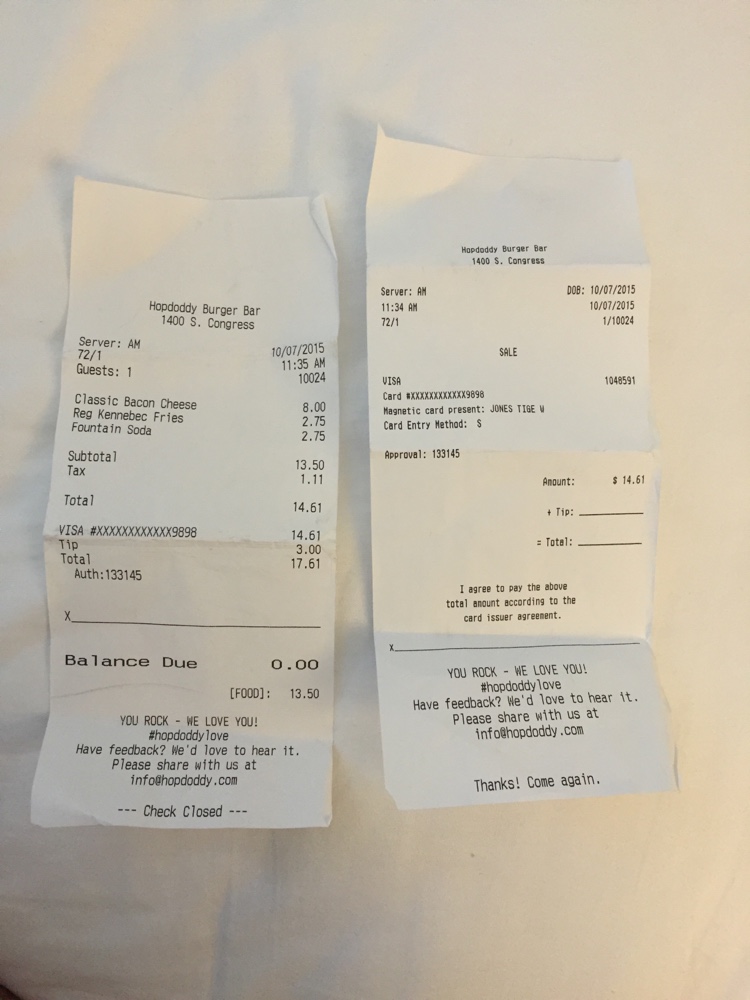 Hopdoddy Burger Bar
1400 S. Congress
Server: AM 10/07/2015
72/1 11:35 AM
Guests: 1 10024
Classic Bacon Cheese 8.00
Reg Kennebec Fries 2.75
Fountain Soda 2.75
Subtotal 13.50
Tax 1.11
Total 14.61
VISA #XXXXXXXXXXXX9898 14.61
Tip 3.00
Total 17.61
Auth:133145
X
Balance Due 0.00
[FOOD]: 13.50
YOU ROCK - WE LOVE YOU!
#hopdoddylove
Have feedback? We'd love to hear it.
Please share with us at
info@hopdoddy.com
--- Check Closed ---
Hopdoddy Burger Bar
1400 S. Congress
Server: AM DOB: 10/07/2015
11:34 AM 10/07/2015
72/1 1/10024
SALE
VISA 1048591
Card #XXXXXXXXXXXX9898
Magnetic card present: JONES TIGE W
Card Entry Method: S
Approval: 133145
Amount: $ 14.61
+ Tip:
= Total:
I agree to pay the above
total amount according to the
card issuer agreement.
X
YOU ROCK - WE LOVE YOU!
#hopdoddylove
Have feedback? We'd love to hear it.
Please share with us at
info@hopdoddy.com
Thanks! Come again.